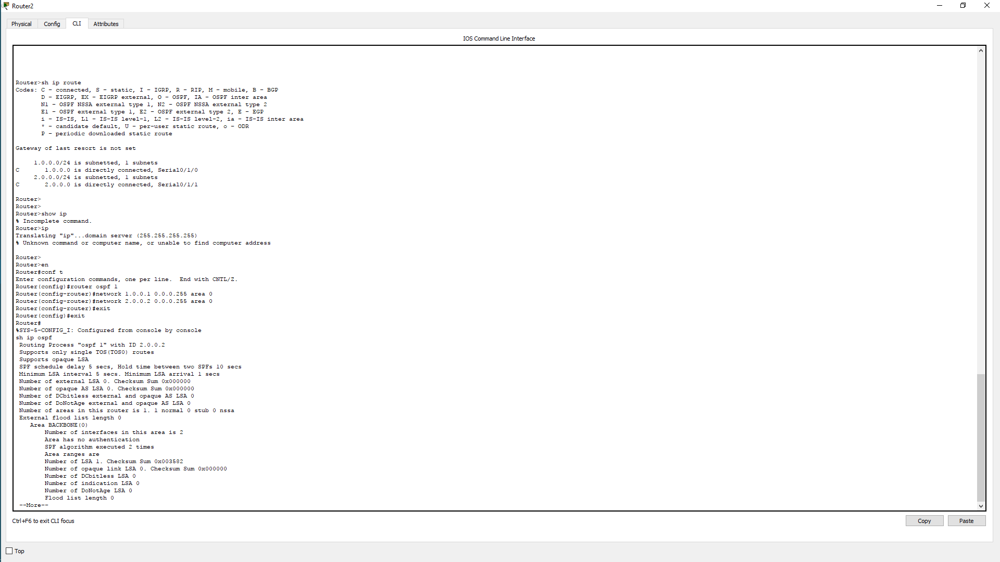 Router2
Physical
Config
CLI
Attributes
IOS Command Line Interface
Router>sh ip route
Codes: C - connected, S - static, I - IGRP, R - RIP, M - mobile, B - BGP
D - EIGRP, EX - EIGRP external, O - OSPF, IA - OSPF inter area
N1 - OSPF NSSA external type 1, N2 - OSPF NSSA external type 2
E1 - OSPF external type 1, E2 - OSPF external type 2, E - EGP
i - IS-IS, L1 - IS-IS level-1, L2 - IS-IS level-2, ia - IS-IS inter area
* - candidate default, U - per-user static route, o - ODR
P - periodic downloaded static route
Gateway of last resort is not set
1.0.0.0/24 is subnetted, 1 subnets
C 1.0.0.0 is directly connected, Serial0/1/0
2.0.0.0/24 is subnetted, 1 subnets
C 2.0.0.0 is directly connected, Serial0/1/1
Router>
Router>
Router>show ip
% Incomplete command.
Router>ip
Translating "ip"...domain server (255.255.255.255)
% Unknown command or computer name, or unable to find computer address
Router>
Router>en
Router#conf t
Enter configuration commands, one per line. End with CNTL/Z.
Router(config)#router ospf 1
Router(config-router)#network 1.0.0.1 0.0.0.255 area 0
Router(config-router)#network 2.0.0.2 0.0.0.255 area 0
Router(config-router)#exit
Router(config)#exit
Router#
%SYS-5-CONFIG_I: Configured from console by console
sh ip ospf
Routing Process "ospf 1" with ID 2.0.0.2
Supports only single TOS(TOS0) routes
Supports opaque LSA
SPF schedule delay 5 secs, Hold time between two SPFs 10 secs
Minimum LSA interval 5 secs. Minimum LSA arrival 1 secs
Number of external LSA 0. Checksum Sum 0x000000
Number of opaque AS LSA 0. Checksum Sum 0x000000
Number of DCbitless external and opaque AS LSA 0
Number of DoNotAge external and opaque AS LSA 0
Number of areas in this router is 1. 1 normal 0 stub 0 nssa
External flood list length 0
Area BACKBONE(0)
Number of interfaces in this area is 2
Area has no authentication
SPF algorithm executed 2 times
Area ranges are
Number of LSA 1. Checksum Sum 0x003582
Number of opaque link LSA 0. Checksum Sum 0x000000
Number of DCbitless LSA 0
Number of indication LSA 0
Number of DoNotAge LSA 0
Flood list length 0
--More--
Ctrl+F6 to exit CLI focus
Copy
Paste
Top